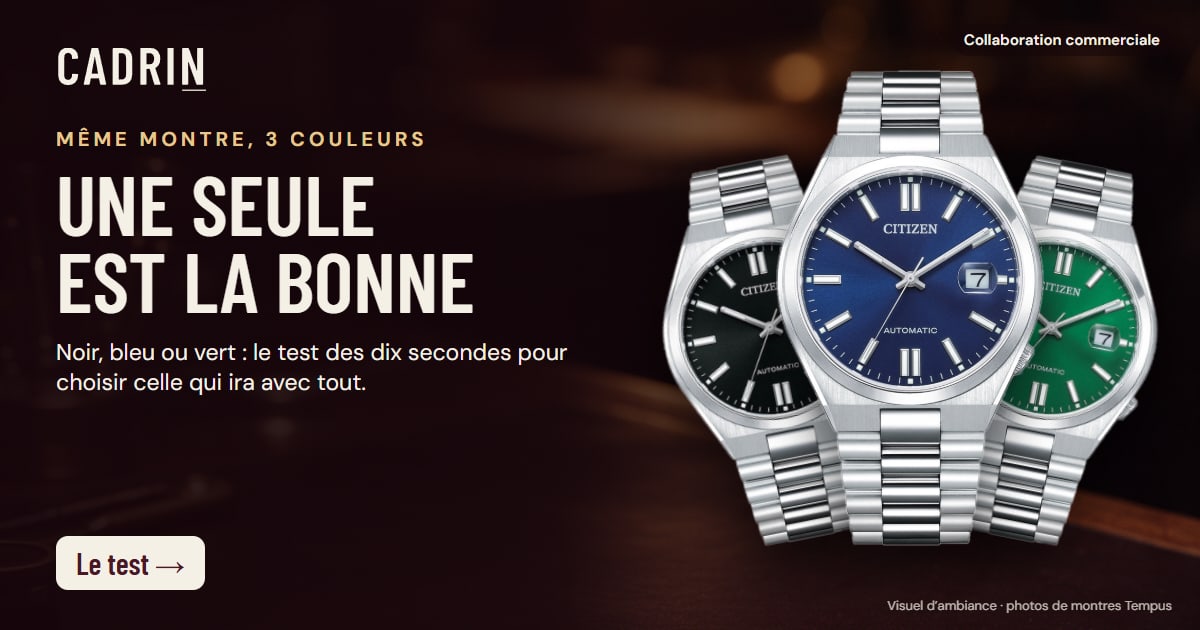 CADRIN
Collaboration commerciale
MÊME MONTRE, 3 COULEURS
UNE SEULE
EST LA BONNE
Noir, bleu ou vert : le test des dix secondes pour
choisir celle qui ira avec tout.
CITIZEN
AUTOMATIC
7
CITIZE
AUTOMATIC
CITIZEN
AUTOMATIC
7
Le test →
Visuel d’ambiance · photos de montres Tempus